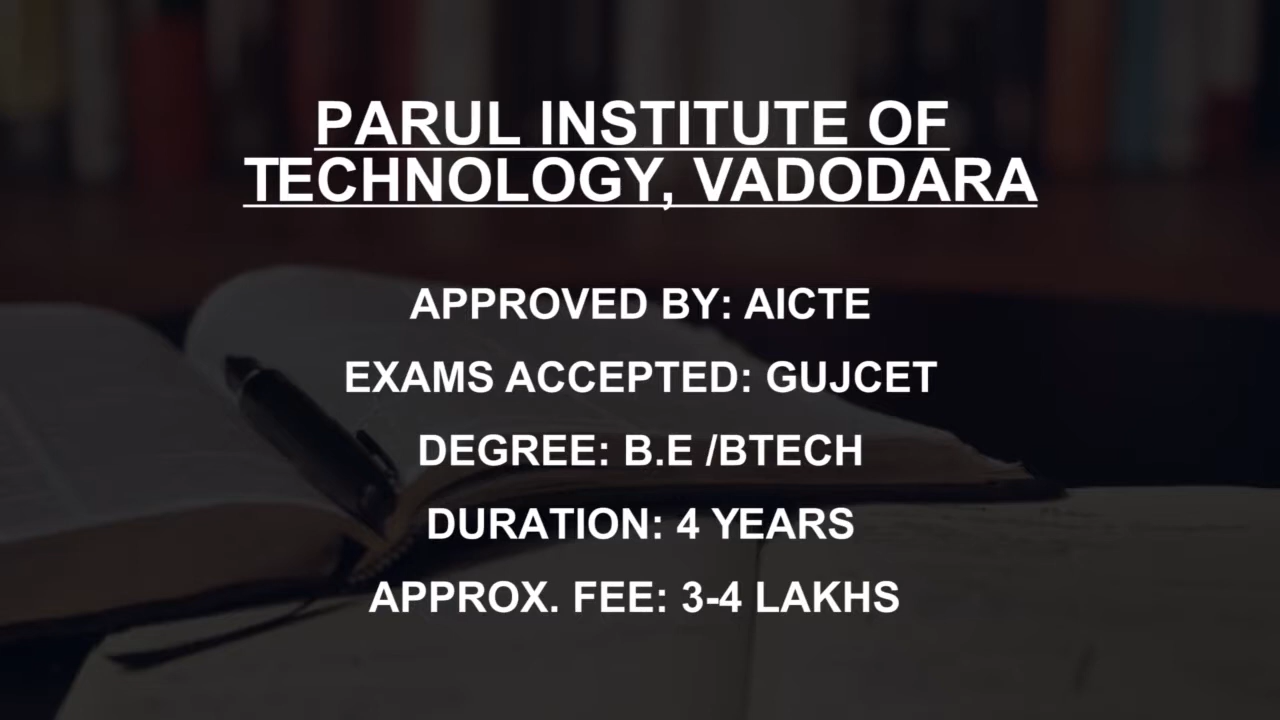 PARUL INSTITUTE OF
TECHNOLOGY, VADODARA
APPROVED BY: AICTE
EXAMS ACCEPTED: GUJCET
DEGREE: B.E /BTECH
DURATION: 4 YEARS
APPROX. FEE: 3-4 LAKHS